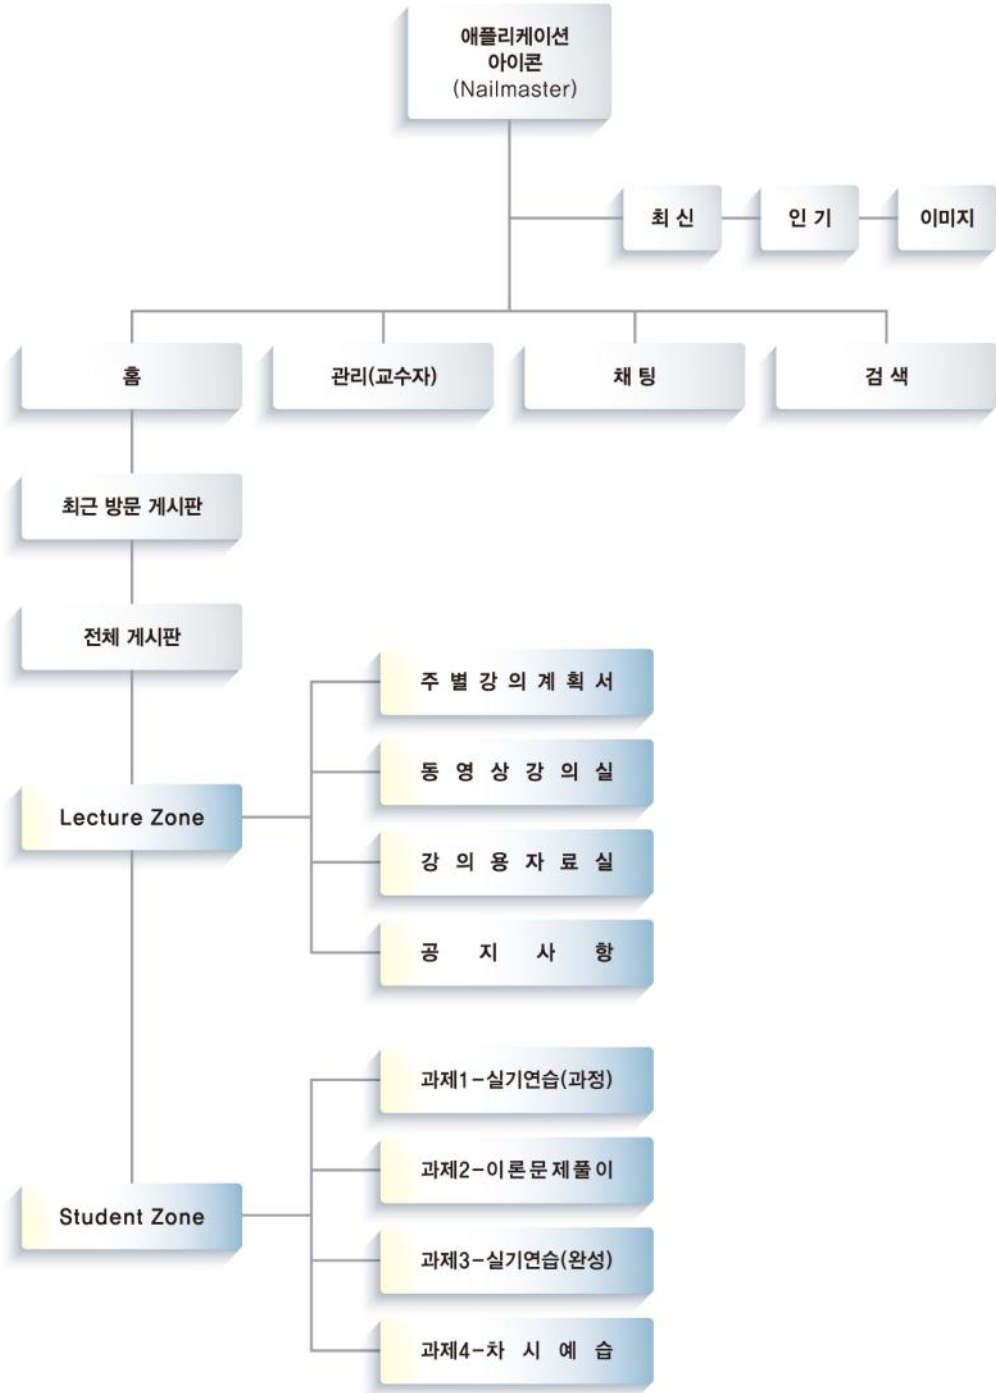 애플리케이션
아이콘
(Nailmaster)
최 신
인 기
이미지
홈
관리(교수자)
채 팅
검 색
최근 방문 게시판
전체 게시판
주 별 강 의 계 획 서
동 영 상 강 의 실
Lecture Zone
강 의 용 자 료 실
공 지 사 항
과제1-실기연습(과정)
과제2-이론문제풀이
Student Zone
과제3-실기연습(완성)
과제4-차 시 예 습